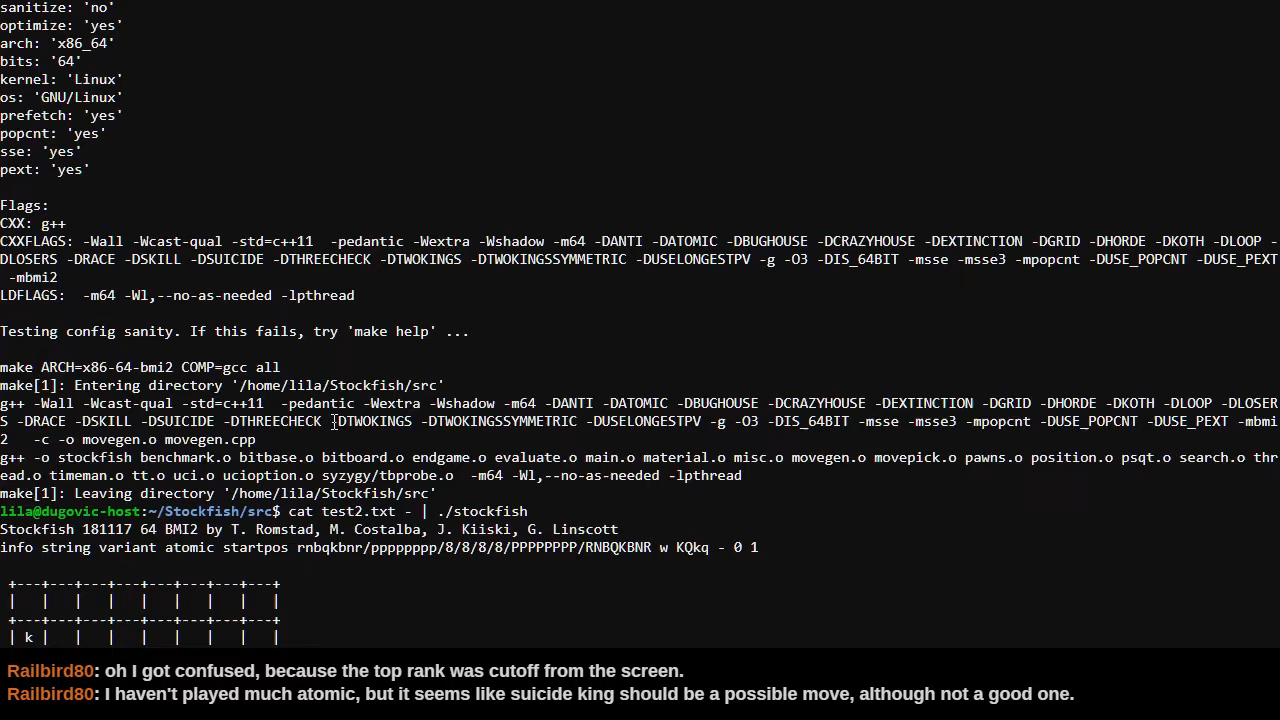 sanitize: 'no'
optimize: 'yes'
arch: 'x86_64'
bits: '64'
kernel: 'Linux'
os: 'GNU/Linux'
prefetch: 'yes'
popcnt: 'yes'
sse: 'yes'
pext: 'yes'
Flags:
CXX: g++
CXXFLAGS: -Wall -Wcast-qual -std=c++11  -pedantic -Wextra -Wshadow -m64 -DANTI -DATOMIC -DBUGHOUSE -DCRAZYHOUSE -DEXTINCTION -DGRID -DHORDE -DKOTH -DLOOP -
DLOSERS -DRACE -DSKILL -DSUICIDE -DTHREECHECK -DTWOKINGS -DTWOKINGSSYMMETRIC -DUSELONGESTPV -g -O3 -DIS_64BIT -msse -msse3 -mpopcnt -DUSE_POPCNT -DUSE_PEXT
 -mbmi2
LDFLAGS:  -m64 -Wl,--no-as-needed -lpthread
Testing config sanity. If this fails, try 'make help' ...
make ARCH=x86-64-bmi2 COMP=gcc all
make[1]: Entering directory '/home/lila/Stockfish/src'
g++ -Wall -Wcast-qual -std=c++11  -pedantic -Wextra -Wshadow -m64 -DANTI -DATOMIC -DBUGHOUSE -DCRAZYHOUSE -DEXTINCTION -DGRID -DHORDE -DKOTH -DLOOP -DLOSER
S -DRACE -DSKILL -DSUICIDE -DTHREECHECK -DTWOKINGS -DTWOKINGSSYMMETRIC -DUSELONGESTPV -g -O3 -DIS_64BIT -msse -msse3 -mpopcnt -DUSE_POPCNT -DUSE_PEXT -mbmi
2   -c -o movegen.o movegen.cpp
g++ -o stockfish benchmark.o bitbase.o bitboard.o endgame.o evaluate.o main.o material.o misc.o movegen.o movepick.o pawns.o position.o psqt.o search.o thr
ead.o timeman.o tt.o uci.o ucioption.o syzygy/tbprobe.o  -m64 -Wl,--no-as-needed -lpthread
make[1]: Leaving directory '/home/lila/Stockfish/src'
lila@dugovic-host:~/Stockfish/src$ cat test2.txt - | ./stockfish
Stockfish 181117 64 BMI2 by T. Romstad, M. Costalba, J. Kiiski, G. Linscott
info string variant atomic startpos rnbqkbnr/pppppppp/8/8/8/8/PPPPPPPP/RNBQKBNR w KQkq - 0 1
 +---+---+---+---+---+---+---+---+
 |   |   |   |   |   |   |   |   |
 +---+---+---+---+---+---+---+---+
 | k |   |   |   |   |   |   |   |
Railbird80: oh I got confused, because the top rank was cutoff from the screen.
Railbird80: I haven't played much atomic, but it seems like suicide king should be a possible move, although not a good one.